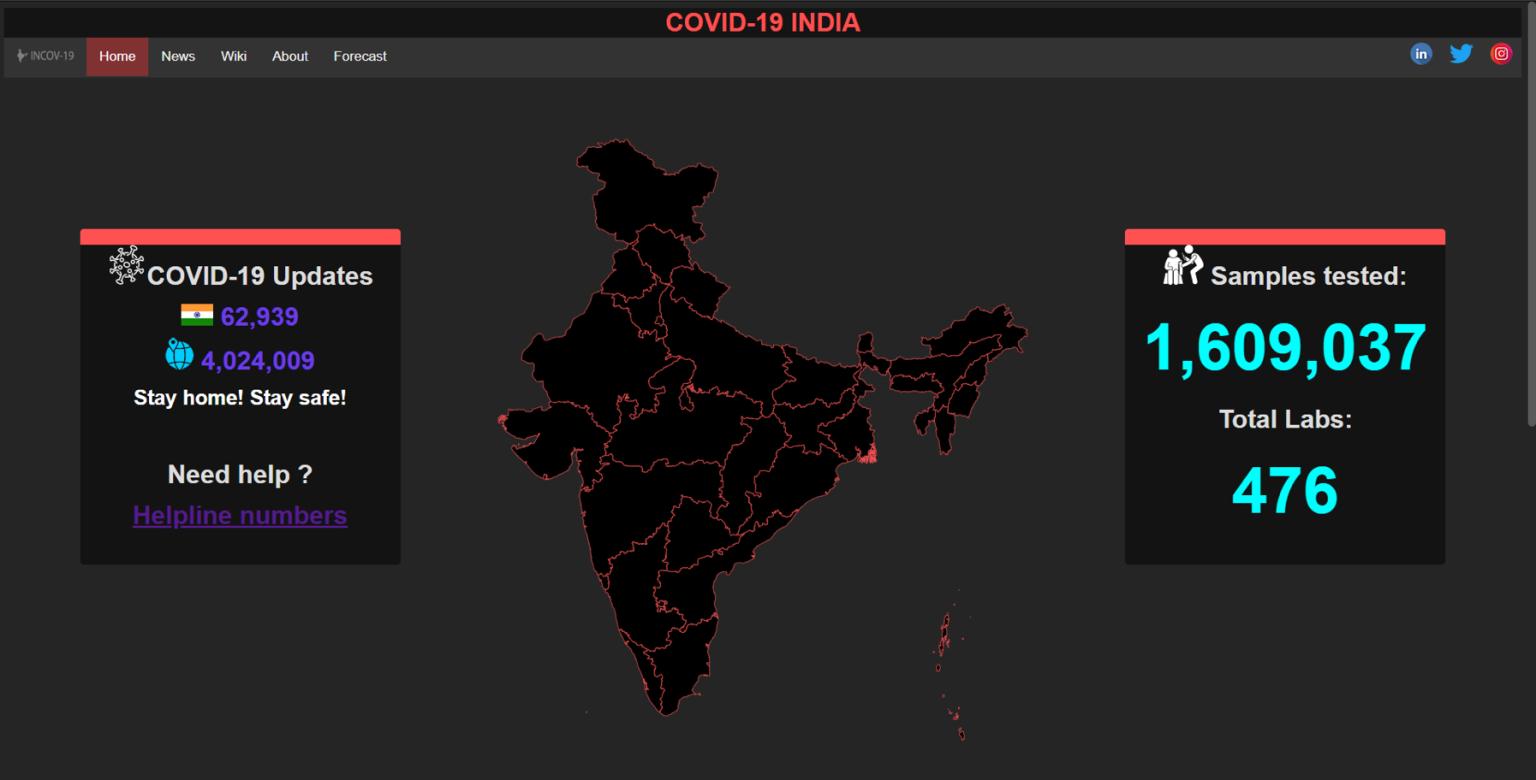 COVID-19 INDIA
INCOV-19 Home News Wiki About Forecast in
COVID-19 Updates
62,939
4,024,009
Stay home! Stay safe!
Need help ?
Helpline numbers
Samples tested:
1,609,037
Total Labs:
476